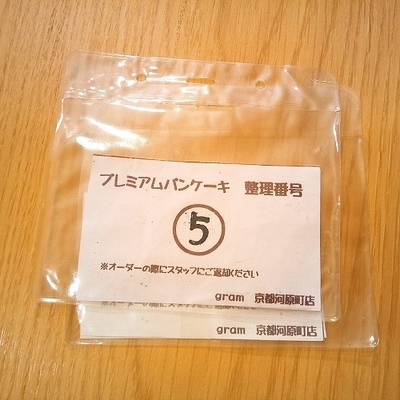 プレミアムパンケーキ 整理番号
5
※オーダーの際にスタッフにご返却ください
gram 京都河原町店
gram 京都河原町店